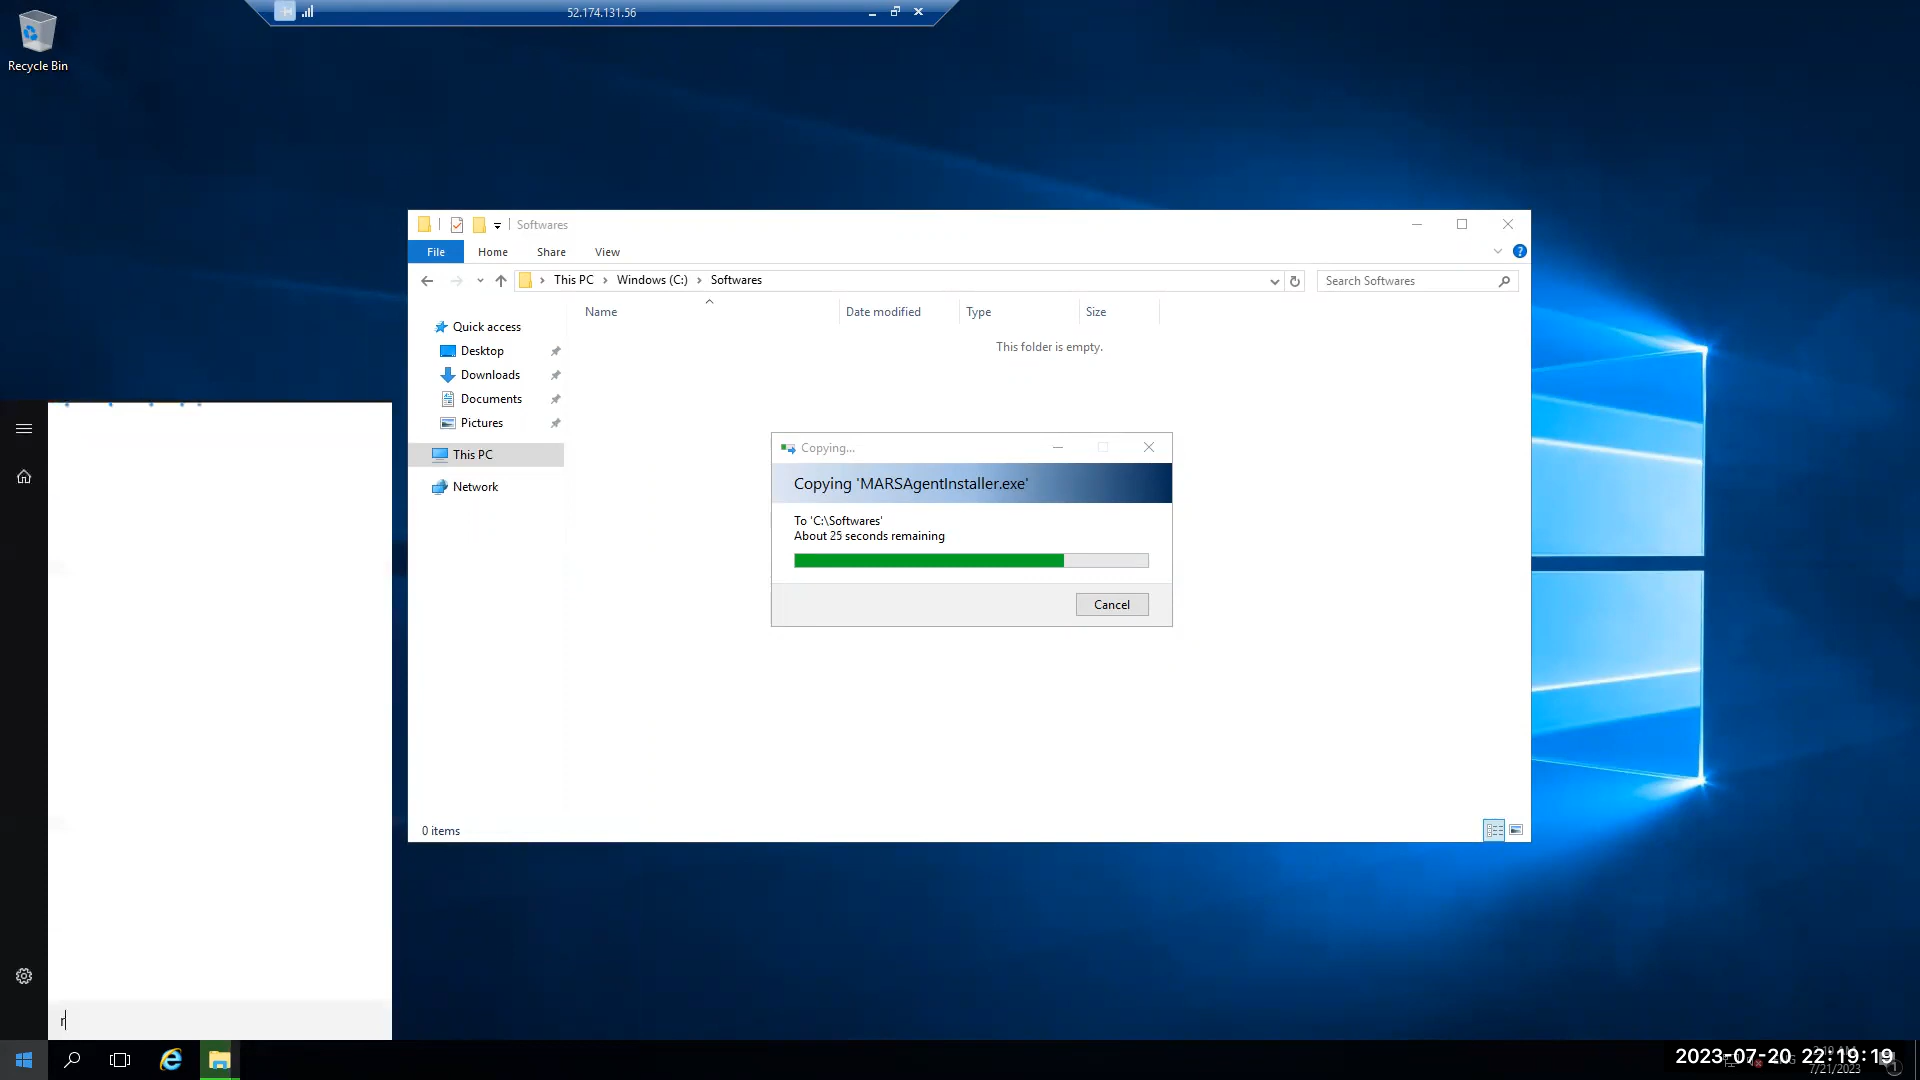 52.174.131.56
Recycle Bin
Softwares
File
Home
Share
View
This PC
Windows (C:)
Softwares
Search Softwares
Name
Date modified
Type
Size
This folder is empty.
Quick access
Desktop
Downloads
Documents
Pictures
This PC
Network
Copying...
Copying 'MARSAgentInstaller.exe'
To 'C:\Softwares'
About 25 seconds remaining
Cancel
0 items
r
2023-07-20 22:19:19
7/21/2023